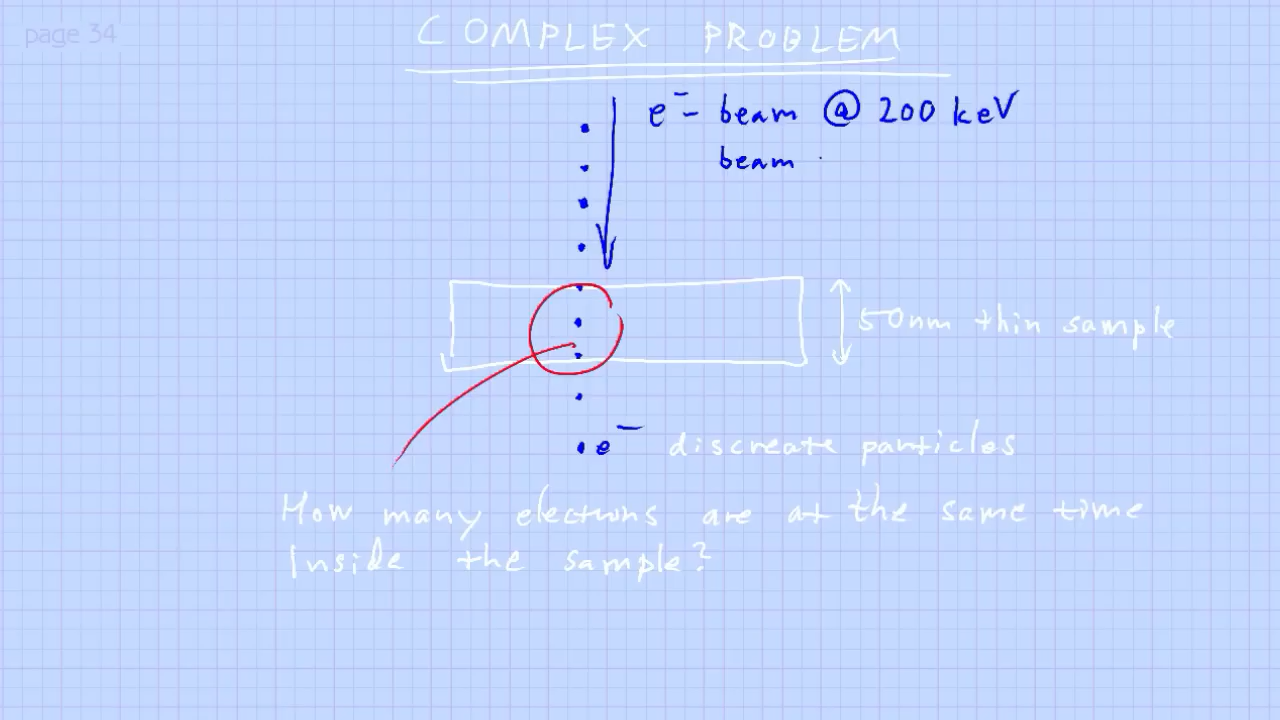 page 34
COMPLEX PROBLEM
e⁻- beam @ 200 keV
beam
50nm thin sample
e⁻ discreate particles
How many electrons are at the same time
Inside the sample?